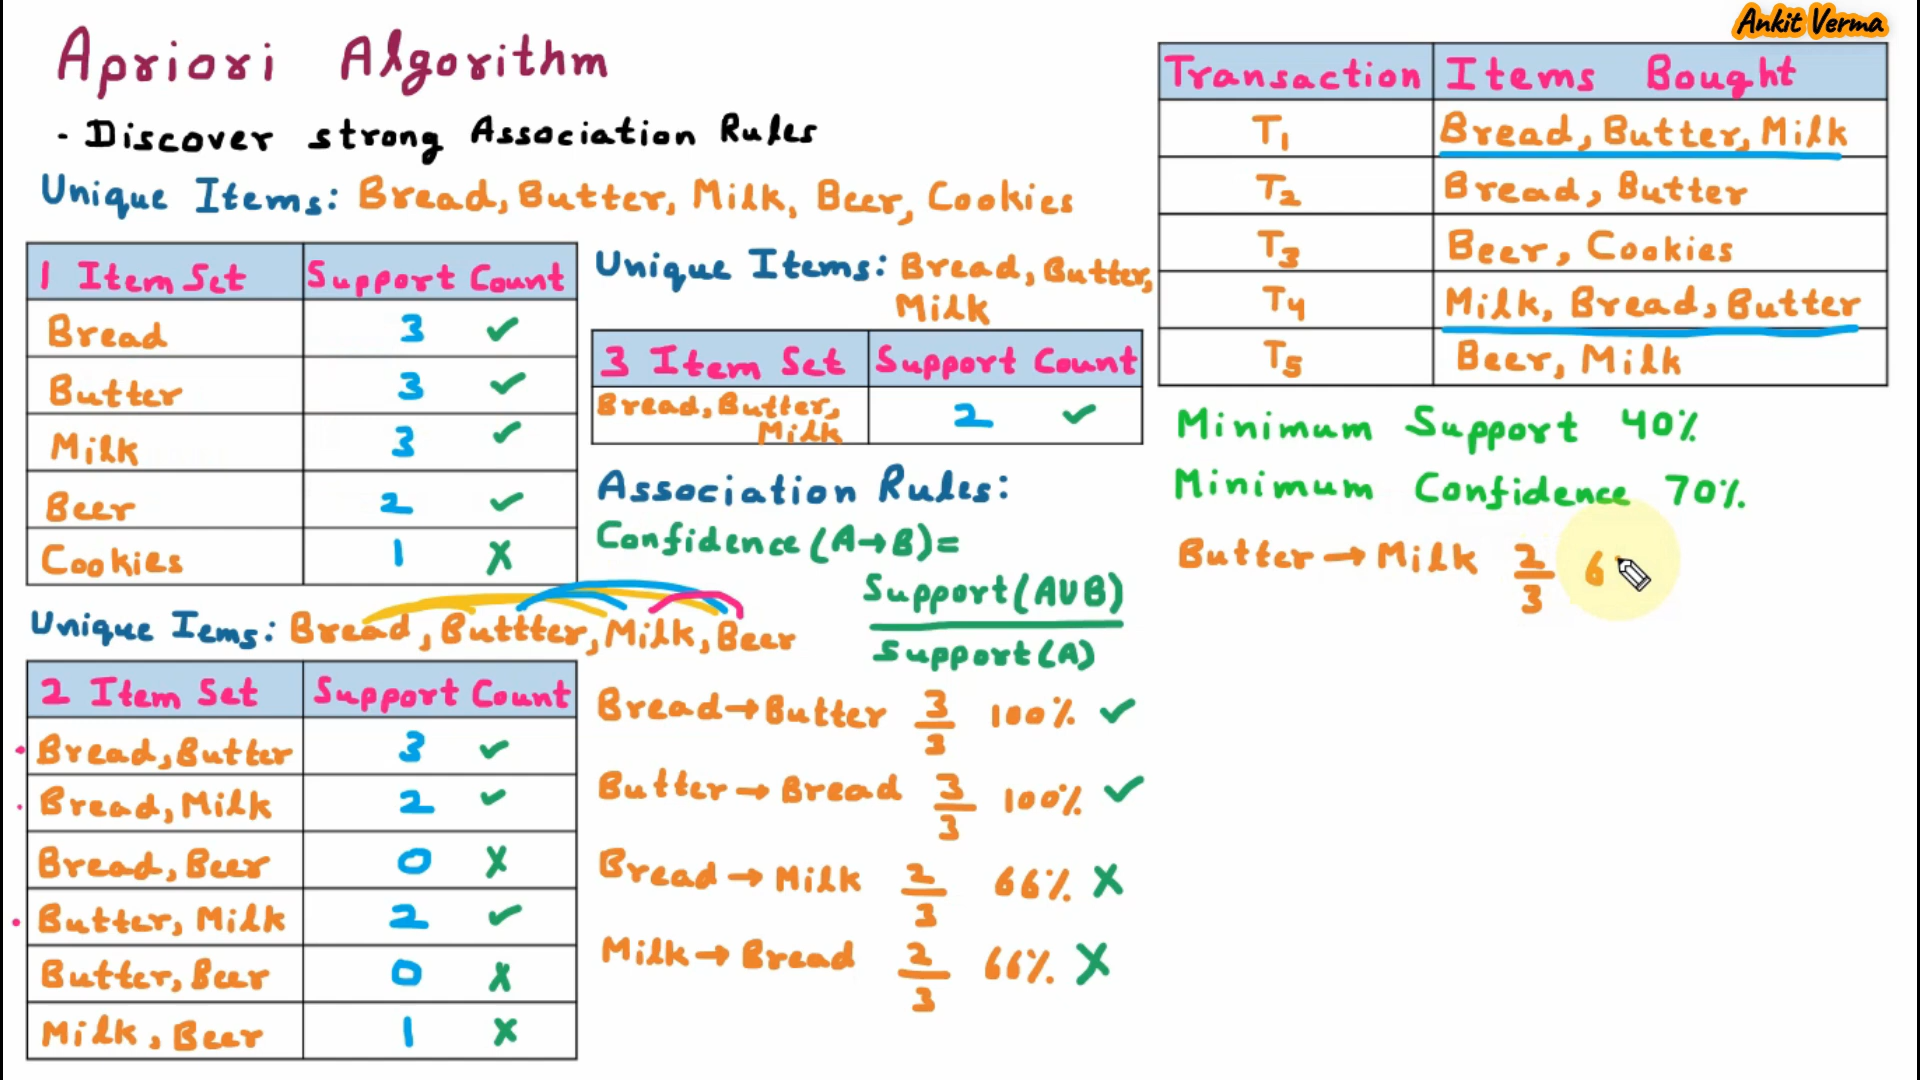 Ankit Verma
Apriori Algorithm
- Discover strong Association Rules
Unique Items: Bread, Butter, Milk, Beer, Cookies
1 Item Set Support Count
Bread 3 ✓
Butter 3 ✓
Milk 3 ✓
Beer 2 ✓
Cookies 1 X
Unique Iems: Bread, Buttter, Milk, Beer
2 Item Set Support Count
Bread, Butter 3 ✓
Bread, Milk 2 ✓
Bread, Beer 0 X
Butter, Milk 2 ✓
Butter, Beer 0 X
Milk, Beer 1 X
Unique Items: Bread, Butter,
Milk
3 Item Set Support Count
Bread, Butter, 2 ✓
Milk
Association Rules:
Confidence (A→B)=
Support(AUB)
Support(A)
Bread→Butter 3/3 100% ✓
Butter→Bread 3/3 100% ✓
Bread→Milk 2/3 66% X
Milk→Bread 2/3 66% X
Transaction Items Bought
T1 Bread, Butter, Milk
T2 Bread, Butter
T3 Beer, Cookies
T4 Milk, Bread, Butter
T5 Beer, Milk
Minimum Support 40%
Minimum Confidence 70%
Butter→Milk 2/3 6